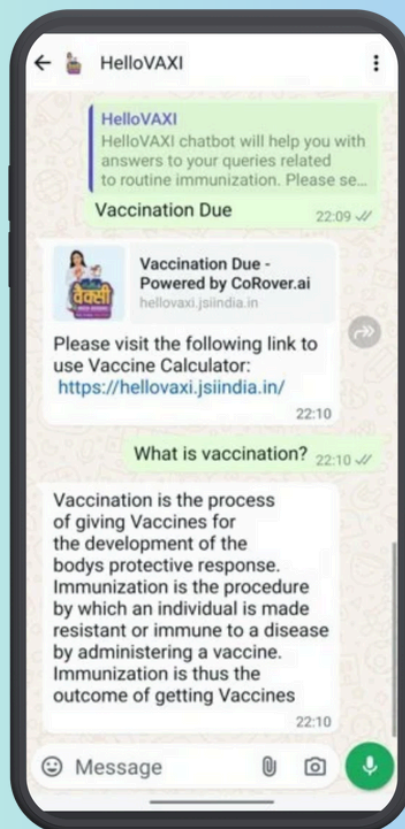 HelloVAXI
HelloVAXI
HelloVAXI chatbot will help you with
answers to your queries related
to routine immunization. Please se...
Vaccination Due
22:09
वैक्सी
Vaccination Due -
Powered by CoRover.ai
hellovaxi.jsiindia.in
Please visit the following link to
use Vaccine Calculator:
https://hellovaxi.jsiindia.in/
22:10
What is vaccination?
22:10
Vaccination is the process
of giving Vaccines for
the development of the
bodys protective response.
Immunization is the procedure
by which an individual is made
resistant or immune to a disease
by administering a vaccine.
Immunization is thus the
outcome of getting Vaccines
22:10
Message